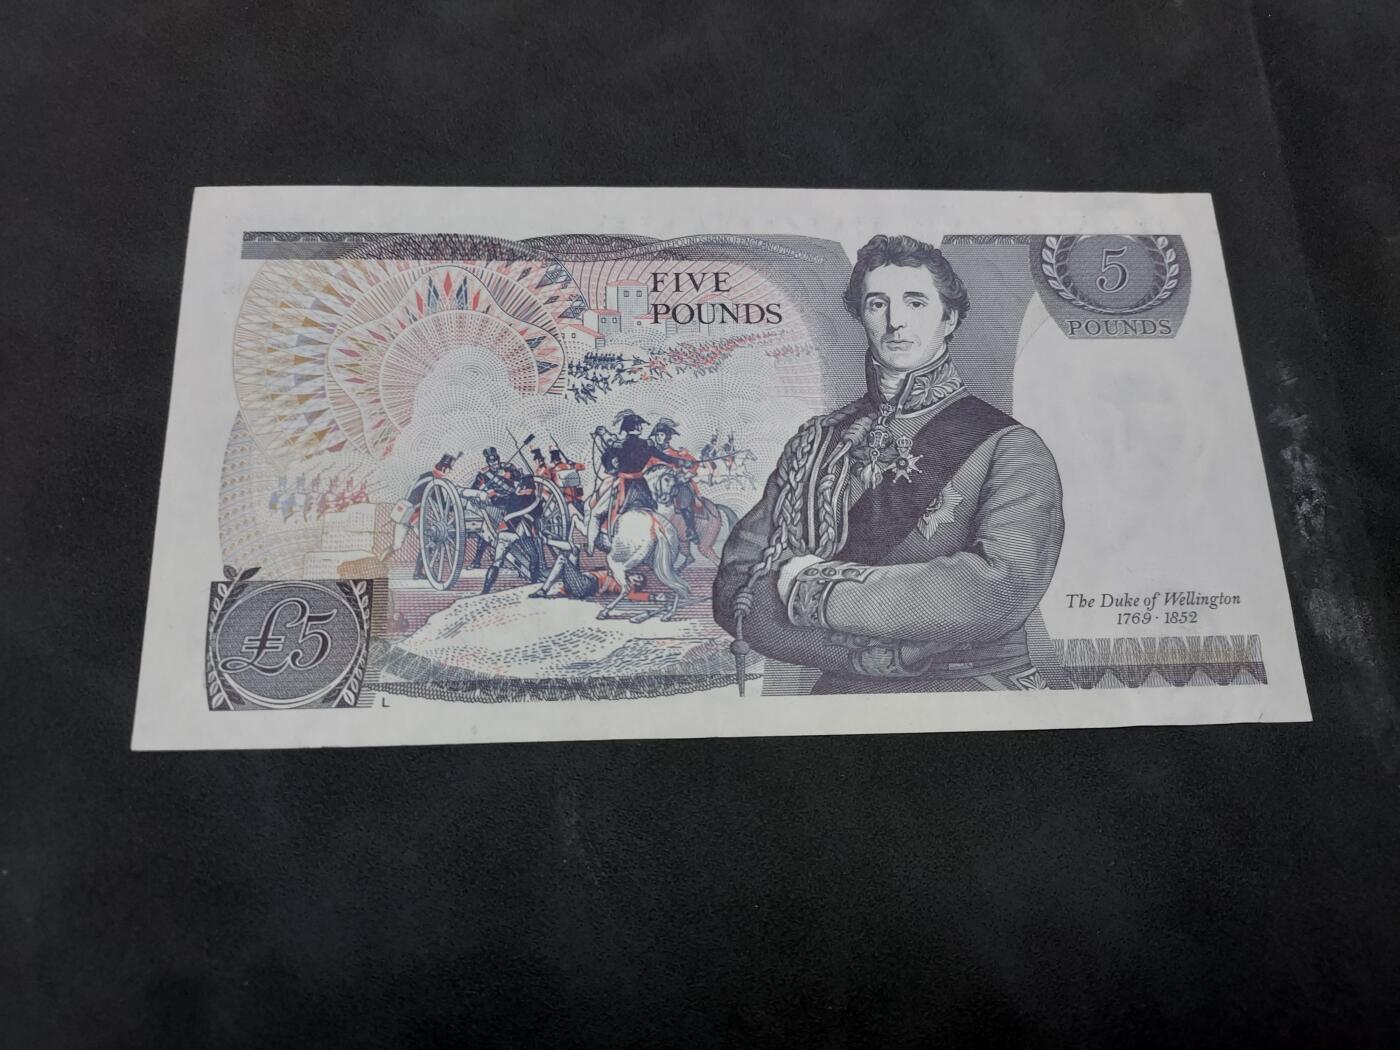 FIVE
POUNDS
5
POUNDS
The Duke of Wellington
1769 · 1852
£5
L